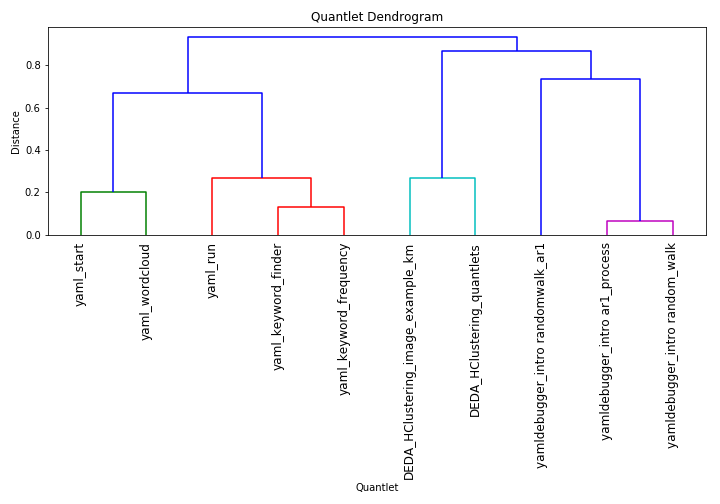 Quantlet Dendrogram
Distance
0.8
0.6
0.4
0.2
0.0
yaml_start
yaml_wordcloud
yaml_run
yaml_keyword_finder
yaml_keyword_frequency
DEDA_HClustering_image_example_km
DEDA_HClustering_quantlets
yamldebugger_intro randomwalk_ar1
yamldebugger_intro ar1_process
yamldebugger_intro random_walk
Quantlet